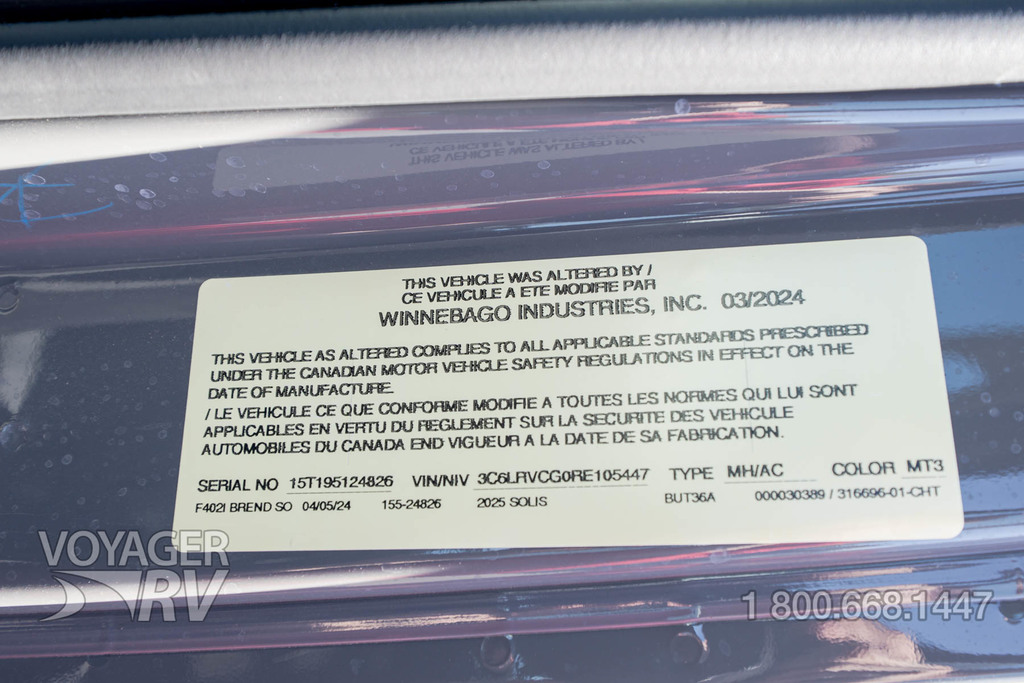 THIS VEHICLE WAS ALTERED BY /
CE VEHICULE A ETE MODIFIE PAR
WINNEBAGO INDUSTRIES, INC. 03/2024
THIS VEHICLE AS ALTERED COMPLIES TO ALL APPLICABLE STANDARDS PRESCRIBED
UNDER THE CANADIAN MOTOR VEHICLE SAFETY REGULATIONS IN EFFECT ON THE
DATE OF MANUFACTURE.
/ LE VEHICULE CE QUE CONFORME MODIFIE A TOUTES LES NORMES QUI LUI SONT
APPLICABLES EN VERTU DU REGLEMENT SUR LA SECURITE DES VEHICULE
AUTOMOBILES DU CANADA END VIGUEUR A LA DATE DE SA FABRICATION.
SERIAL NO 15T195124826 VIN/NIV 3C6LRVCG0RE105447 TYPE MH/AC COLOR MT3
F402I BREND SO 04/05/24 155-24826 2025 SOLIS BUT36A 000030389 / 316696-01-CHT
VOYAGER
RV
1 800.668.1447